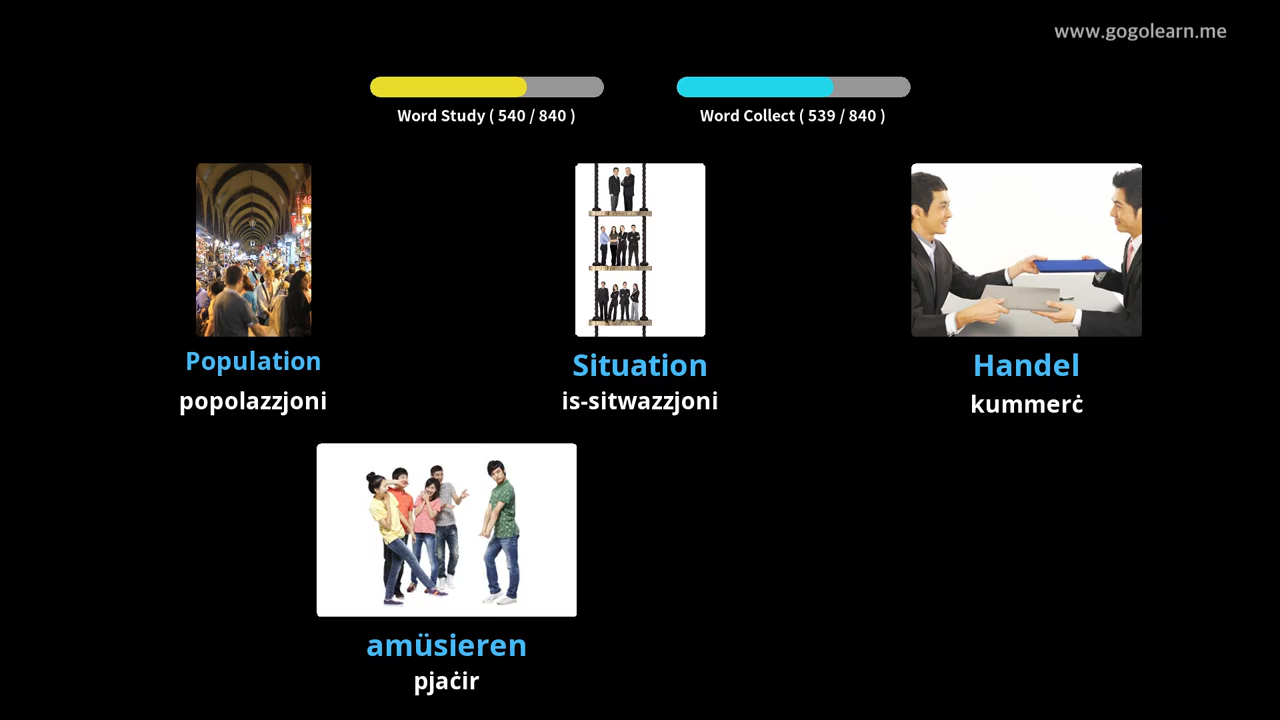 www.gogolearn.me
Word Study ( 540 / 840 )
Word Collect ( 539 / 840 )
Population
popolazzjoni
Situation
is-sitwazzjoni
Handel
kummerċ
amüsieren
pjaċir